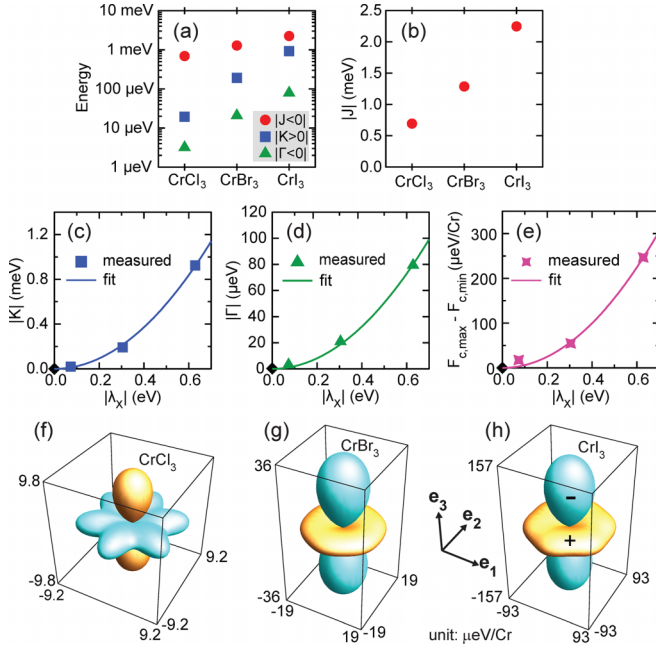 (a)
10 meV
1 meV
100 μeV
10 μeV
1 μeV
Energy
|J<0|
|K>0|
|Γ<0|
CrCl3 CrBr3 CrI3
(b)
2.5
2.0
1.5
1.0
0.5
0.0
|J| (meV)
CrCl3 CrBr3 CrI3
(c)
1.2
0.8
0.4
0.0
|K| (meV)
measured
fit
0.0 0.2 0.4 0.6
|λX| (eV)
(d)
120
100
80
60
40
20
0
|Γ| (μeV)
measured
fit
0.0 0.2 0.4 0.6
|λX| (eV)
(e)
300
200
100
0
Fc,max - Fc,min (μeV/Cr)
measured
fit
0.0 0.2 0.4 0.6
|λX| (eV)
(f)
CrCl3
9.8
-9.8
-9.2
9.2
-9.2
9.2
(g)
CrBr3
36
-36
-19
19
-19
19
e3
e2
e1
(h)
CrI3
157
-157
-93
93
-93
93
-
+
unit: μeV/Cr